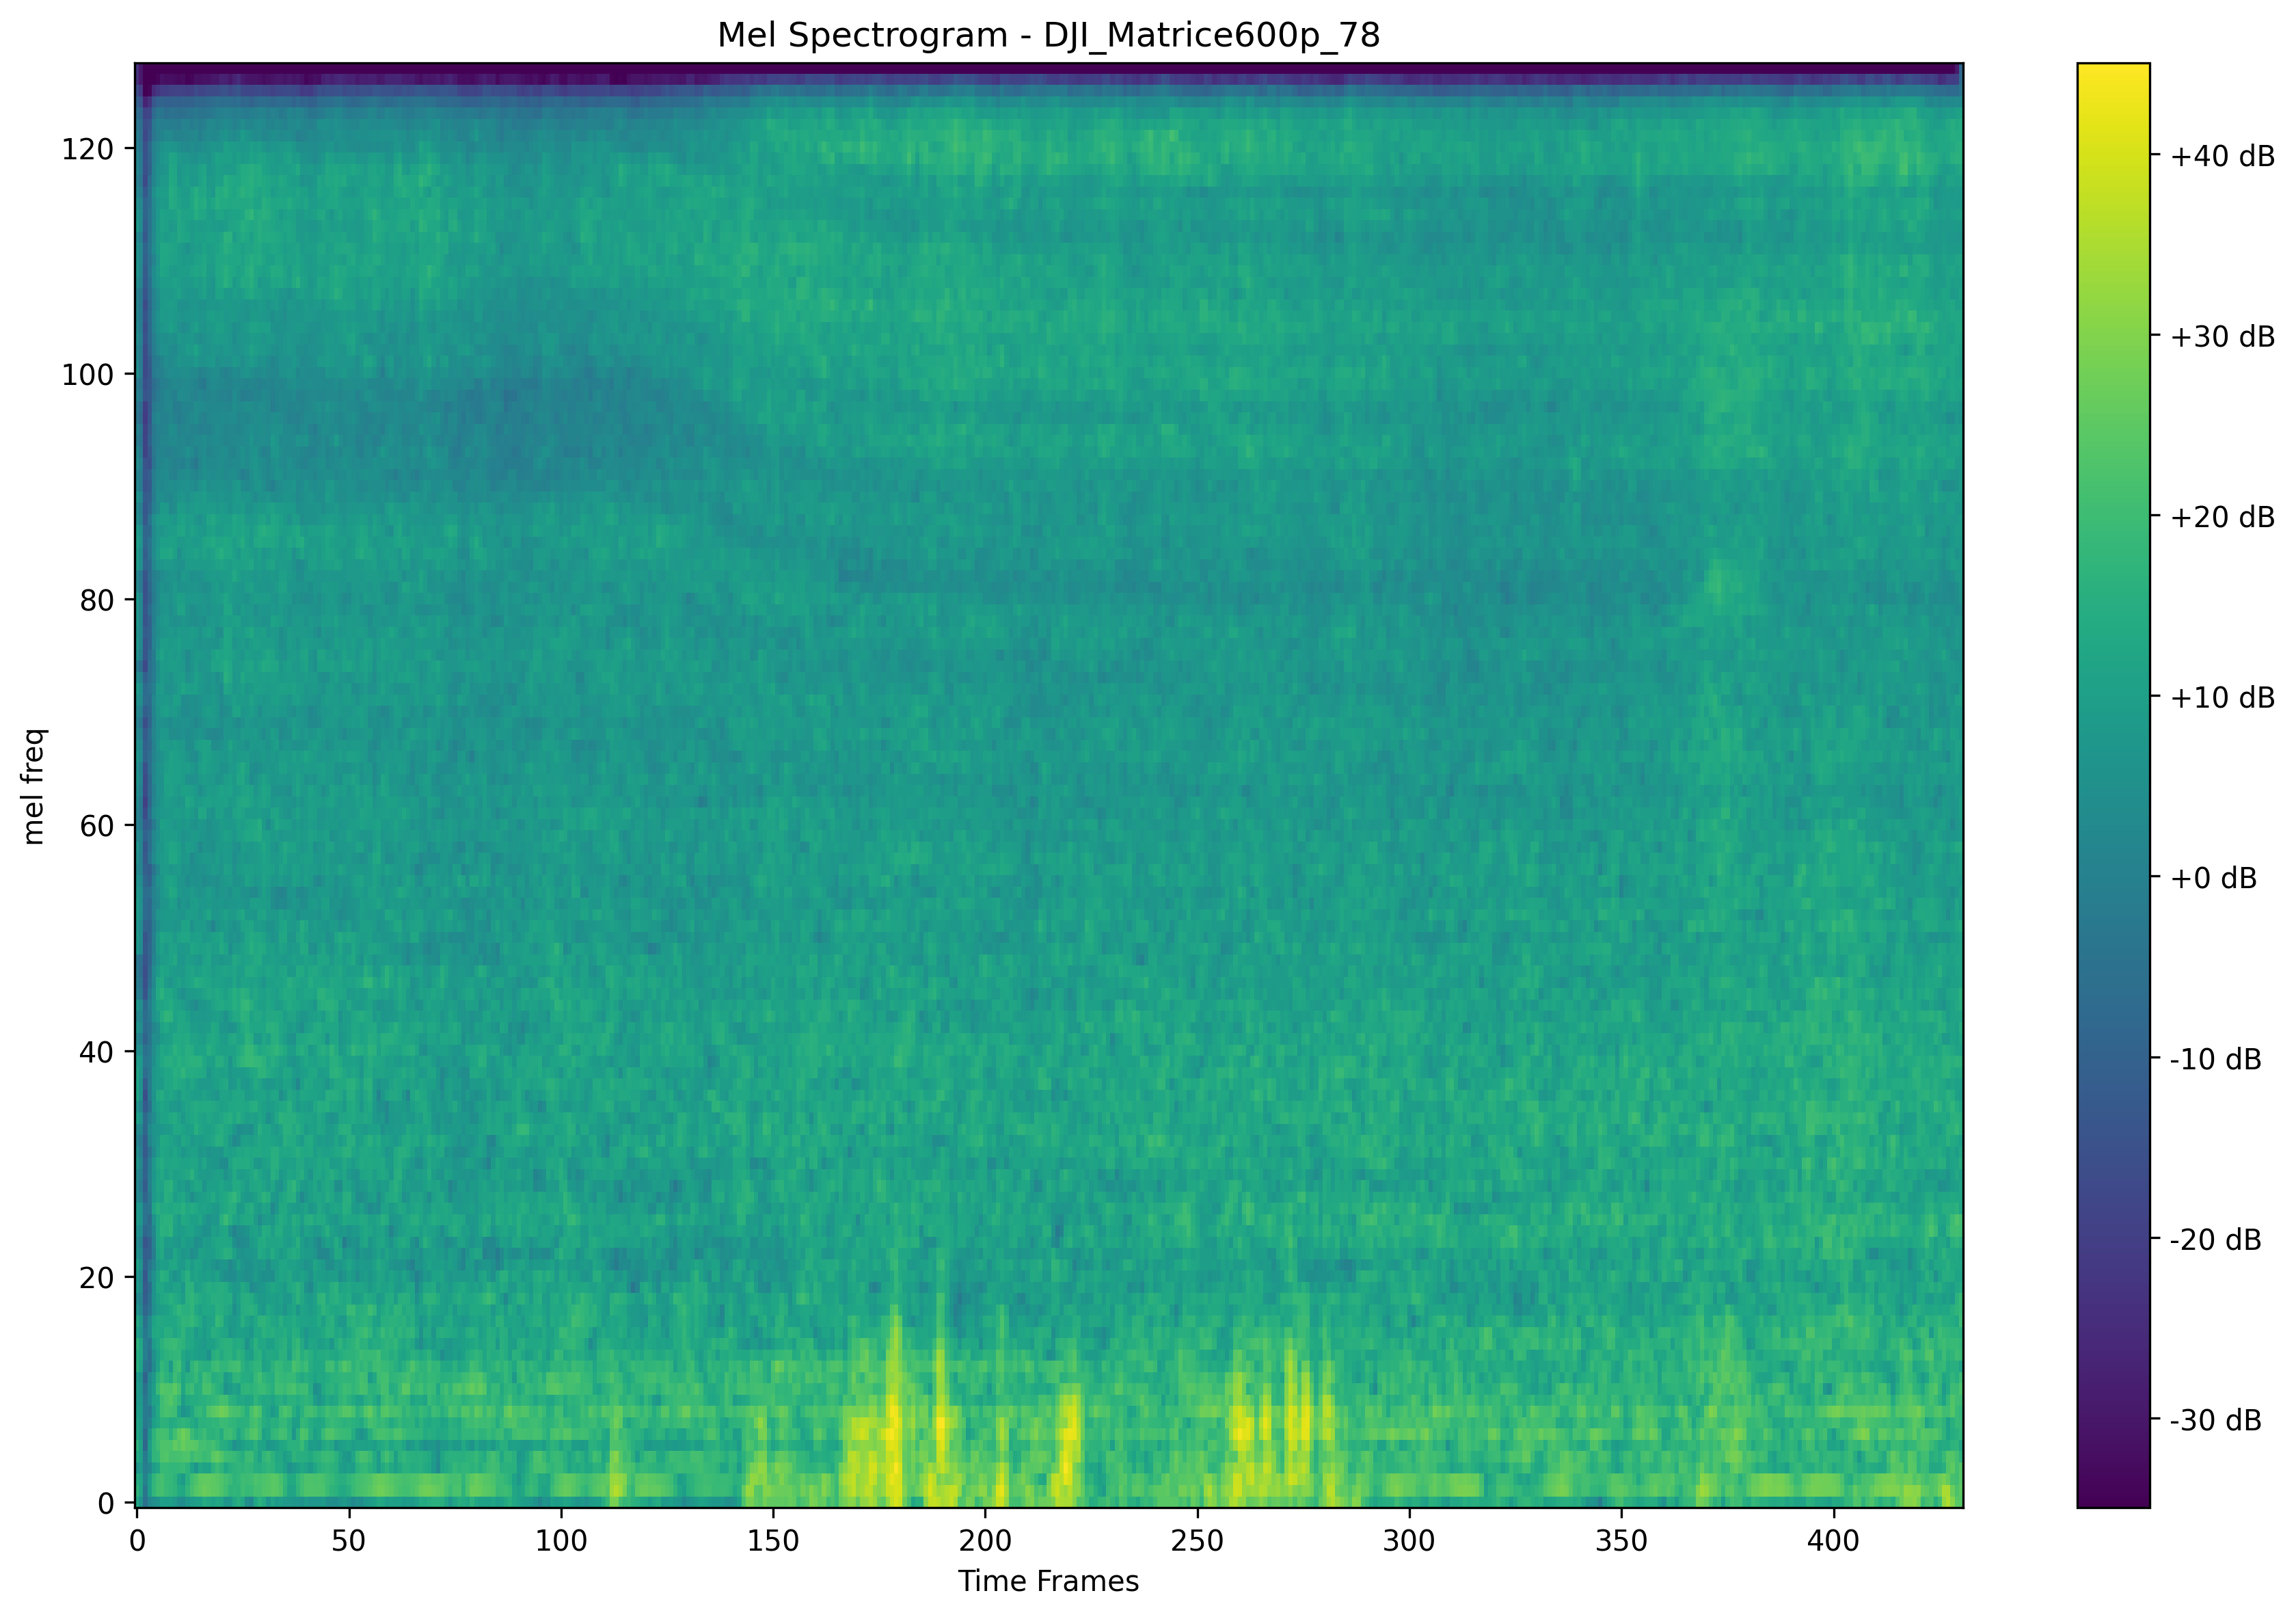 Mel Spectrogram - DJI_Matrice600p_78
mel freq
120
100
80
60
40
20
0
0 50 100 150 200 250 300 350 400
Time Frames
+40 dB
+30 dB
+20 dB
+10 dB
+0 dB
-10 dB
-20 dB
-30 dB